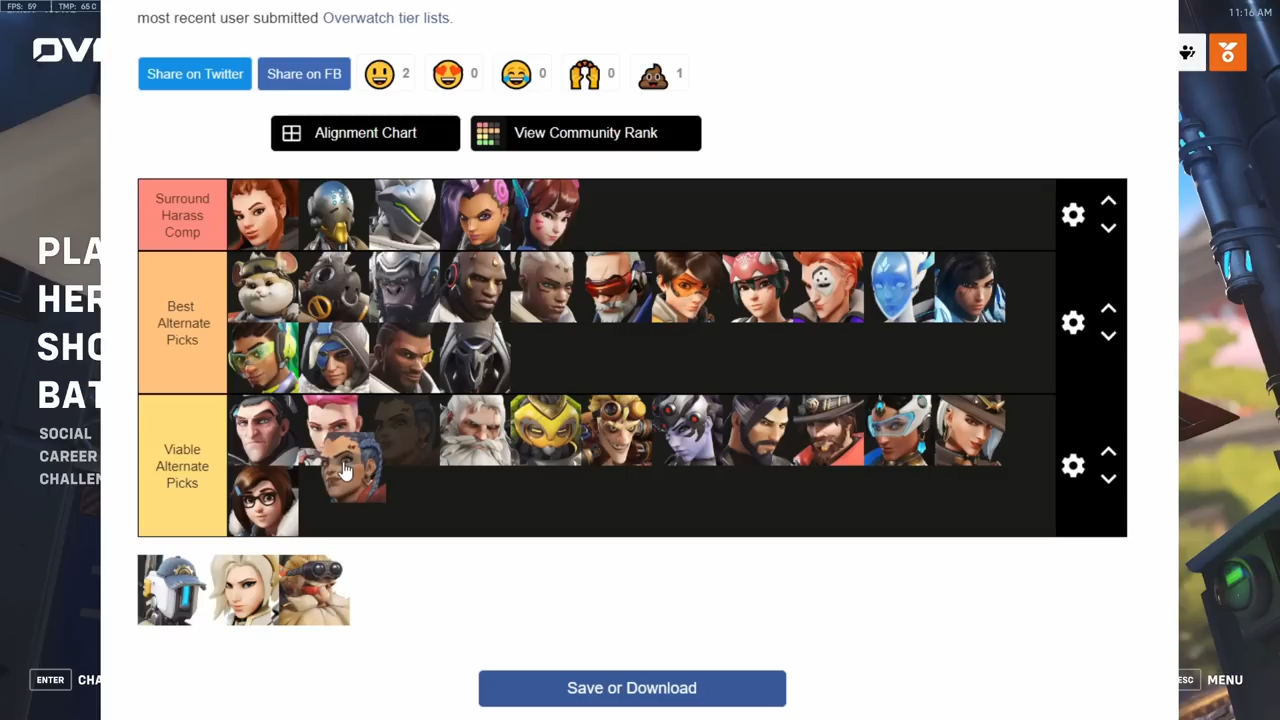 FPS: 59 TMP: 65 C
11:16 AM
most recent user submitted Overwatch tier lists.
OV
Share on Twitter
Share on FB
2
0
0
0
1
Alignment Chart
View Community Rank
Surround
Harass
Comp
PLA
HER
SHO
BAT
Best
Alternate
Picks
SOCIAL
CAREER
CHALLEN
Viable
Alternate
Picks
Save or Download
ENTER CHA
ESC MENU